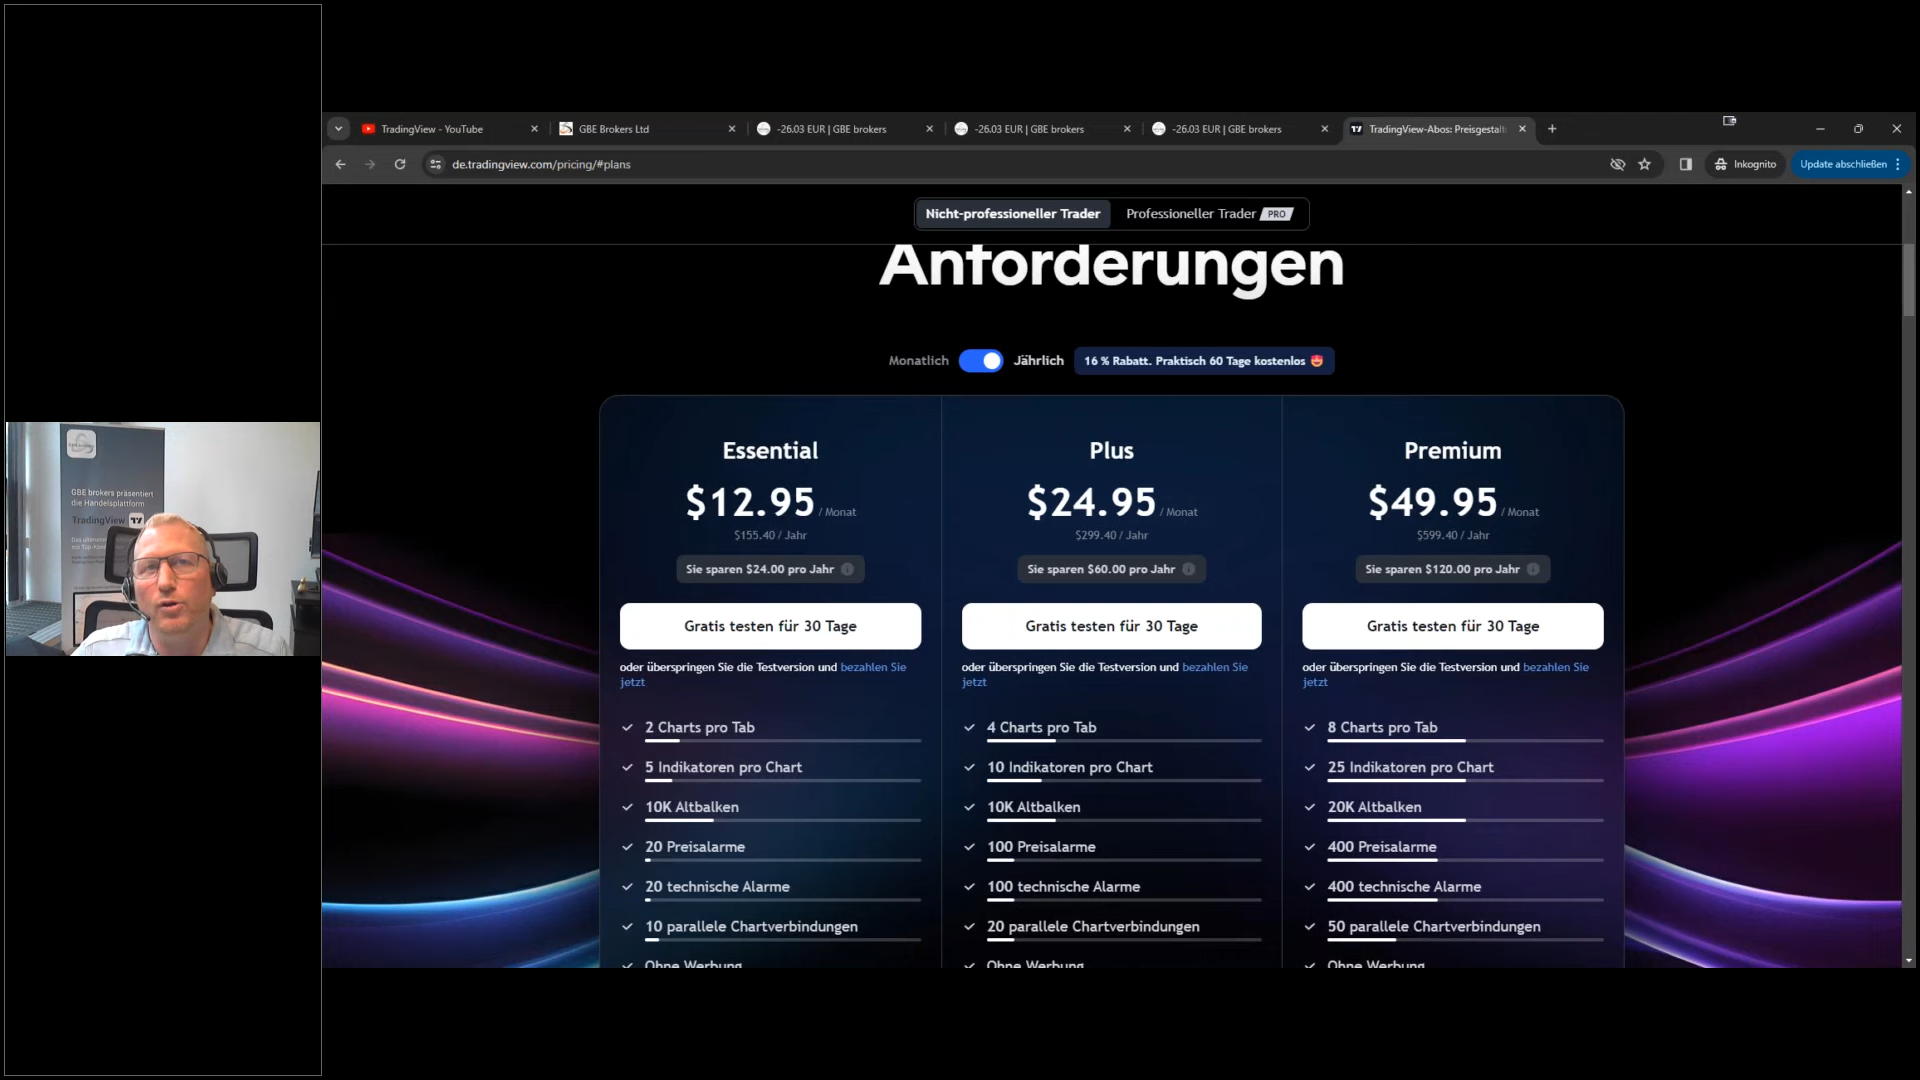 TradingView - YouTube
GBE Brokers Ltd
-26.03 EUR | GBE brokers
-26.03 EUR | GBE brokers
-26.03 EUR | GBE brokers
TradingView-Abos: Preisgestalt
de.tradingview.com/pricing/#plans
Inkognito
Update abschließen
Nicht-professioneller Trader
Professioneller Trader PRO
Anforderungen
Monatlich
Jährlich
16 % Rabatt. Praktisch 60 Tage kostenlos
Essential
$12.95 / Monat
$155.40 / Jahr
Sie sparen $24.00 pro Jahr
Gratis testen für 30 Tage
oder überspringen Sie die Testversion und bezahlen Sie
jetzt
2 Charts pro Tab
5 Indikatoren pro Chart
10K Altbalken
20 Preisalarme
20 technische Alarme
10 parallele Chartverbindungen
Ohne Werbung
Plus
$24.95 / Monat
$299.40 / Jahr
Sie sparen $60.00 pro Jahr
Gratis testen für 30 Tage
oder überspringen Sie die Testversion und bezahlen Sie
jetzt
4 Charts pro Tab
10 Indikatoren pro Chart
10K Altbalken
100 Preisalarme
100 technische Alarme
20 parallele Chartverbindungen
Ohne Werbung
Premium
$49.95 / Monat
$599.40 / Jahr
Sie sparen $120.00 pro Jahr
Gratis testen für 30 Tage
oder überspringen Sie die Testversion und bezahlen Sie
jetzt
8 Charts pro Tab
25 Indikatoren pro Chart
20K Altbalken
400 Preisalarme
400 technische Alarme
50 parallele Chartverbindungen
Ohne Werbung
GBE brokers präsentiert
die Handelsplattform
TradingView